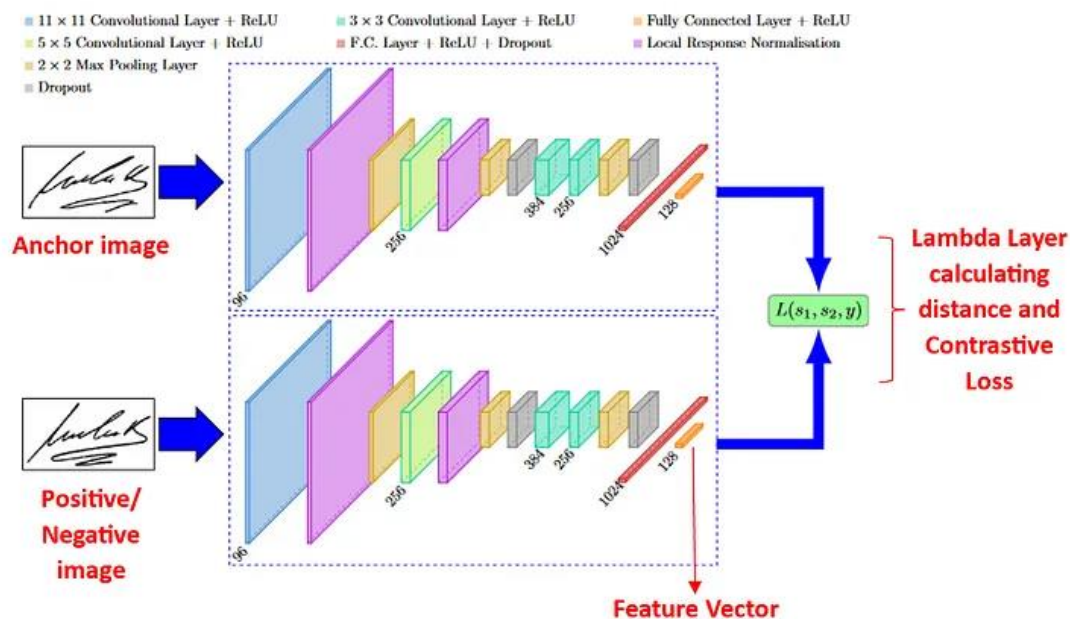 11 × 11 Convolutional Layer + ReLU
3 × 3 Convolutional Layer + ReLU
Fully Connected Layer + ReLU
5 × 5 Convolutional Layer + ReLU
F.C. Layer + ReLU + Dropout
Local Response Normalisation
2 × 2 Max Pooling Layer
Dropout
Anchor image
96
256
384
256
1024
128
L(s₁, s₂, y)
Lambda Layer
calculating
distance and
Contrastive
Loss
Positive/
Negative
image
96
256
384
256
1024
128
Feature Vector